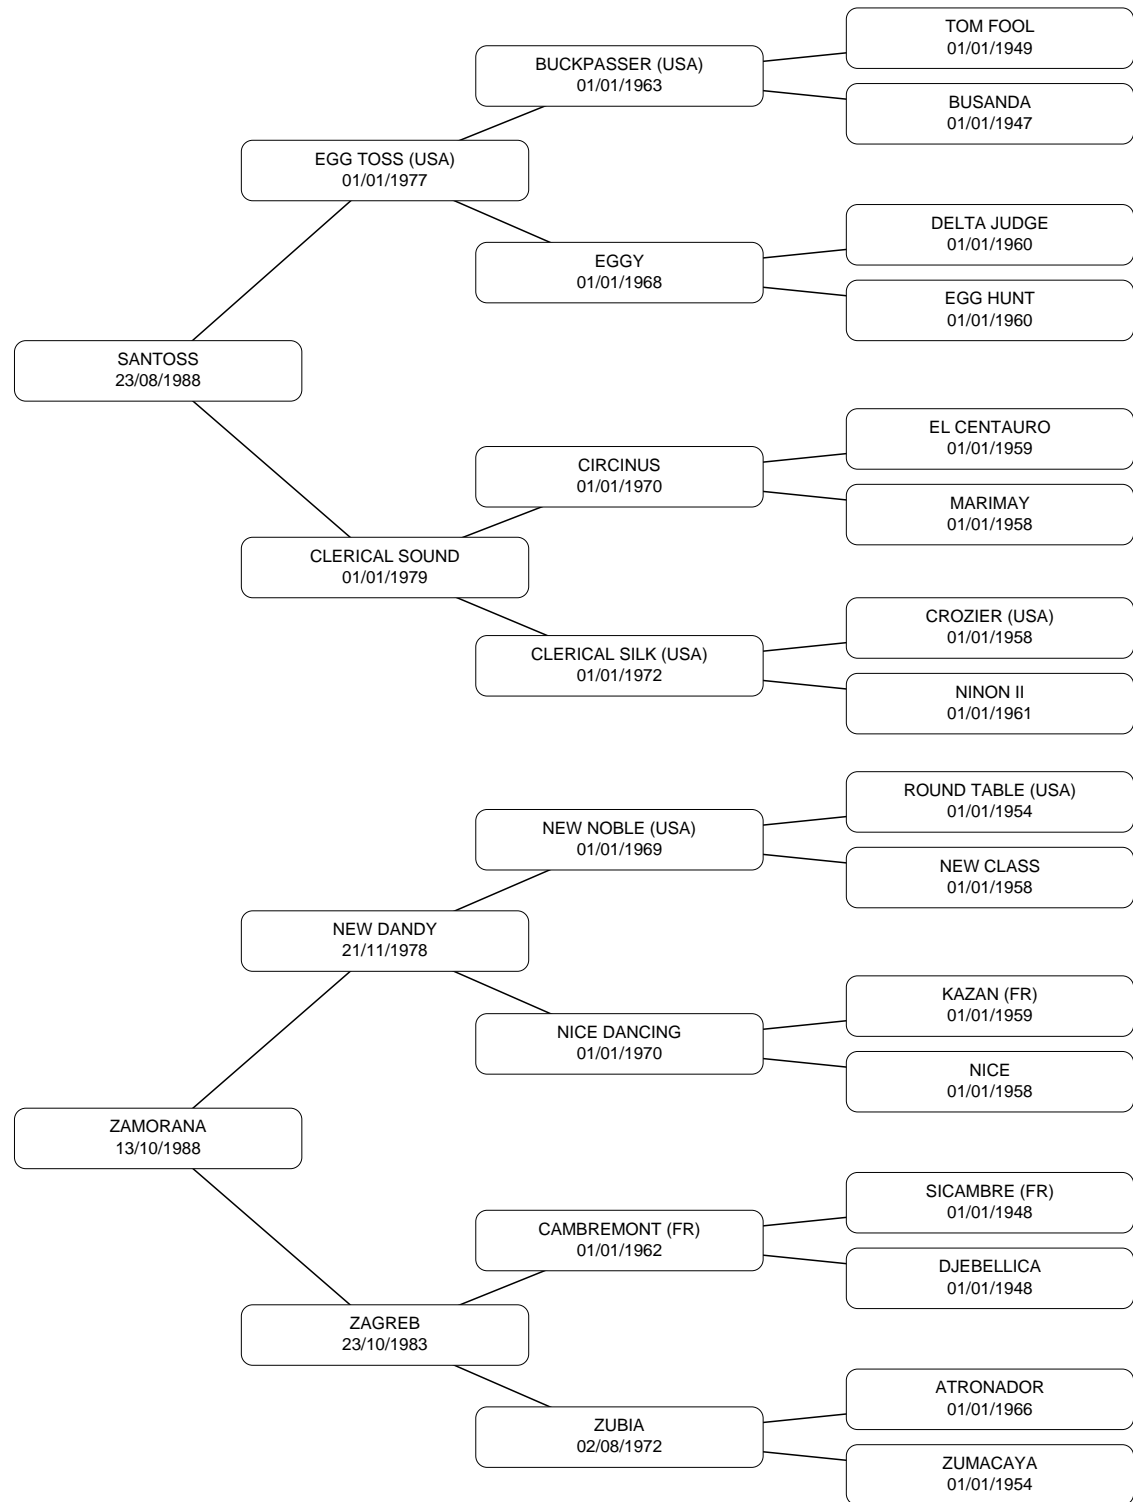 TOM FOOL
01/01/1949
BUCKPASSER (USA)
01/01/1963
BUSANDA
01/01/1947
EGG TOSS (USA)
01/01/1977
DELTA JUDGE
01/01/1960
EGGY
01/01/1968
EGG HUNT
01/01/1960
SANTOSS
23/08/1988
EL CENTAURO
01/01/1959
CIRCINUS
01/01/1970
MARIMAY
01/01/1958
CLERICAL SOUND
01/01/1979
CROZIER (USA)
01/01/1958
CLERICAL SILK (USA)
01/01/1972
NINON II
01/01/1961
ROUND TABLE (USA)
01/01/1954
NEW NOBLE (USA)
01/01/1969
NEW CLASS
01/01/1958
NEW DANDY
21/11/1978
KAZAN (FR)
01/01/1959
NICE DANCING
01/01/1970
NICE
01/01/1958
ZAMORANA
13/10/1988
SICAMBRE (FR)
01/01/1948
CAMBREMONT (FR)
01/01/1962
DJEBELLICA
01/01/1948
ZAGREB
23/10/1983
ATRONADOR
01/01/1966
ZUBIA
02/08/1972
ZUMACAYA
01/01/1954